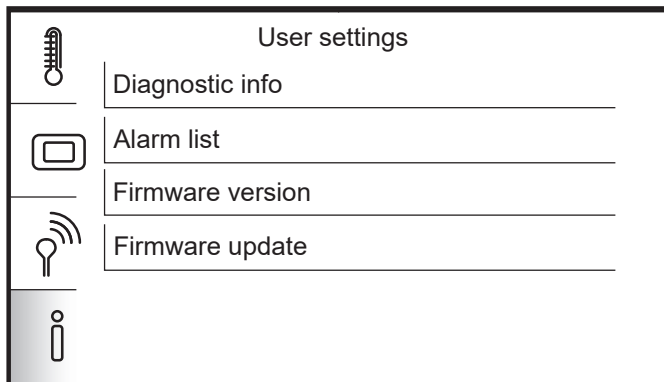 User settings
Diagnostic info
Alarm list
Firmware version
Firmware update